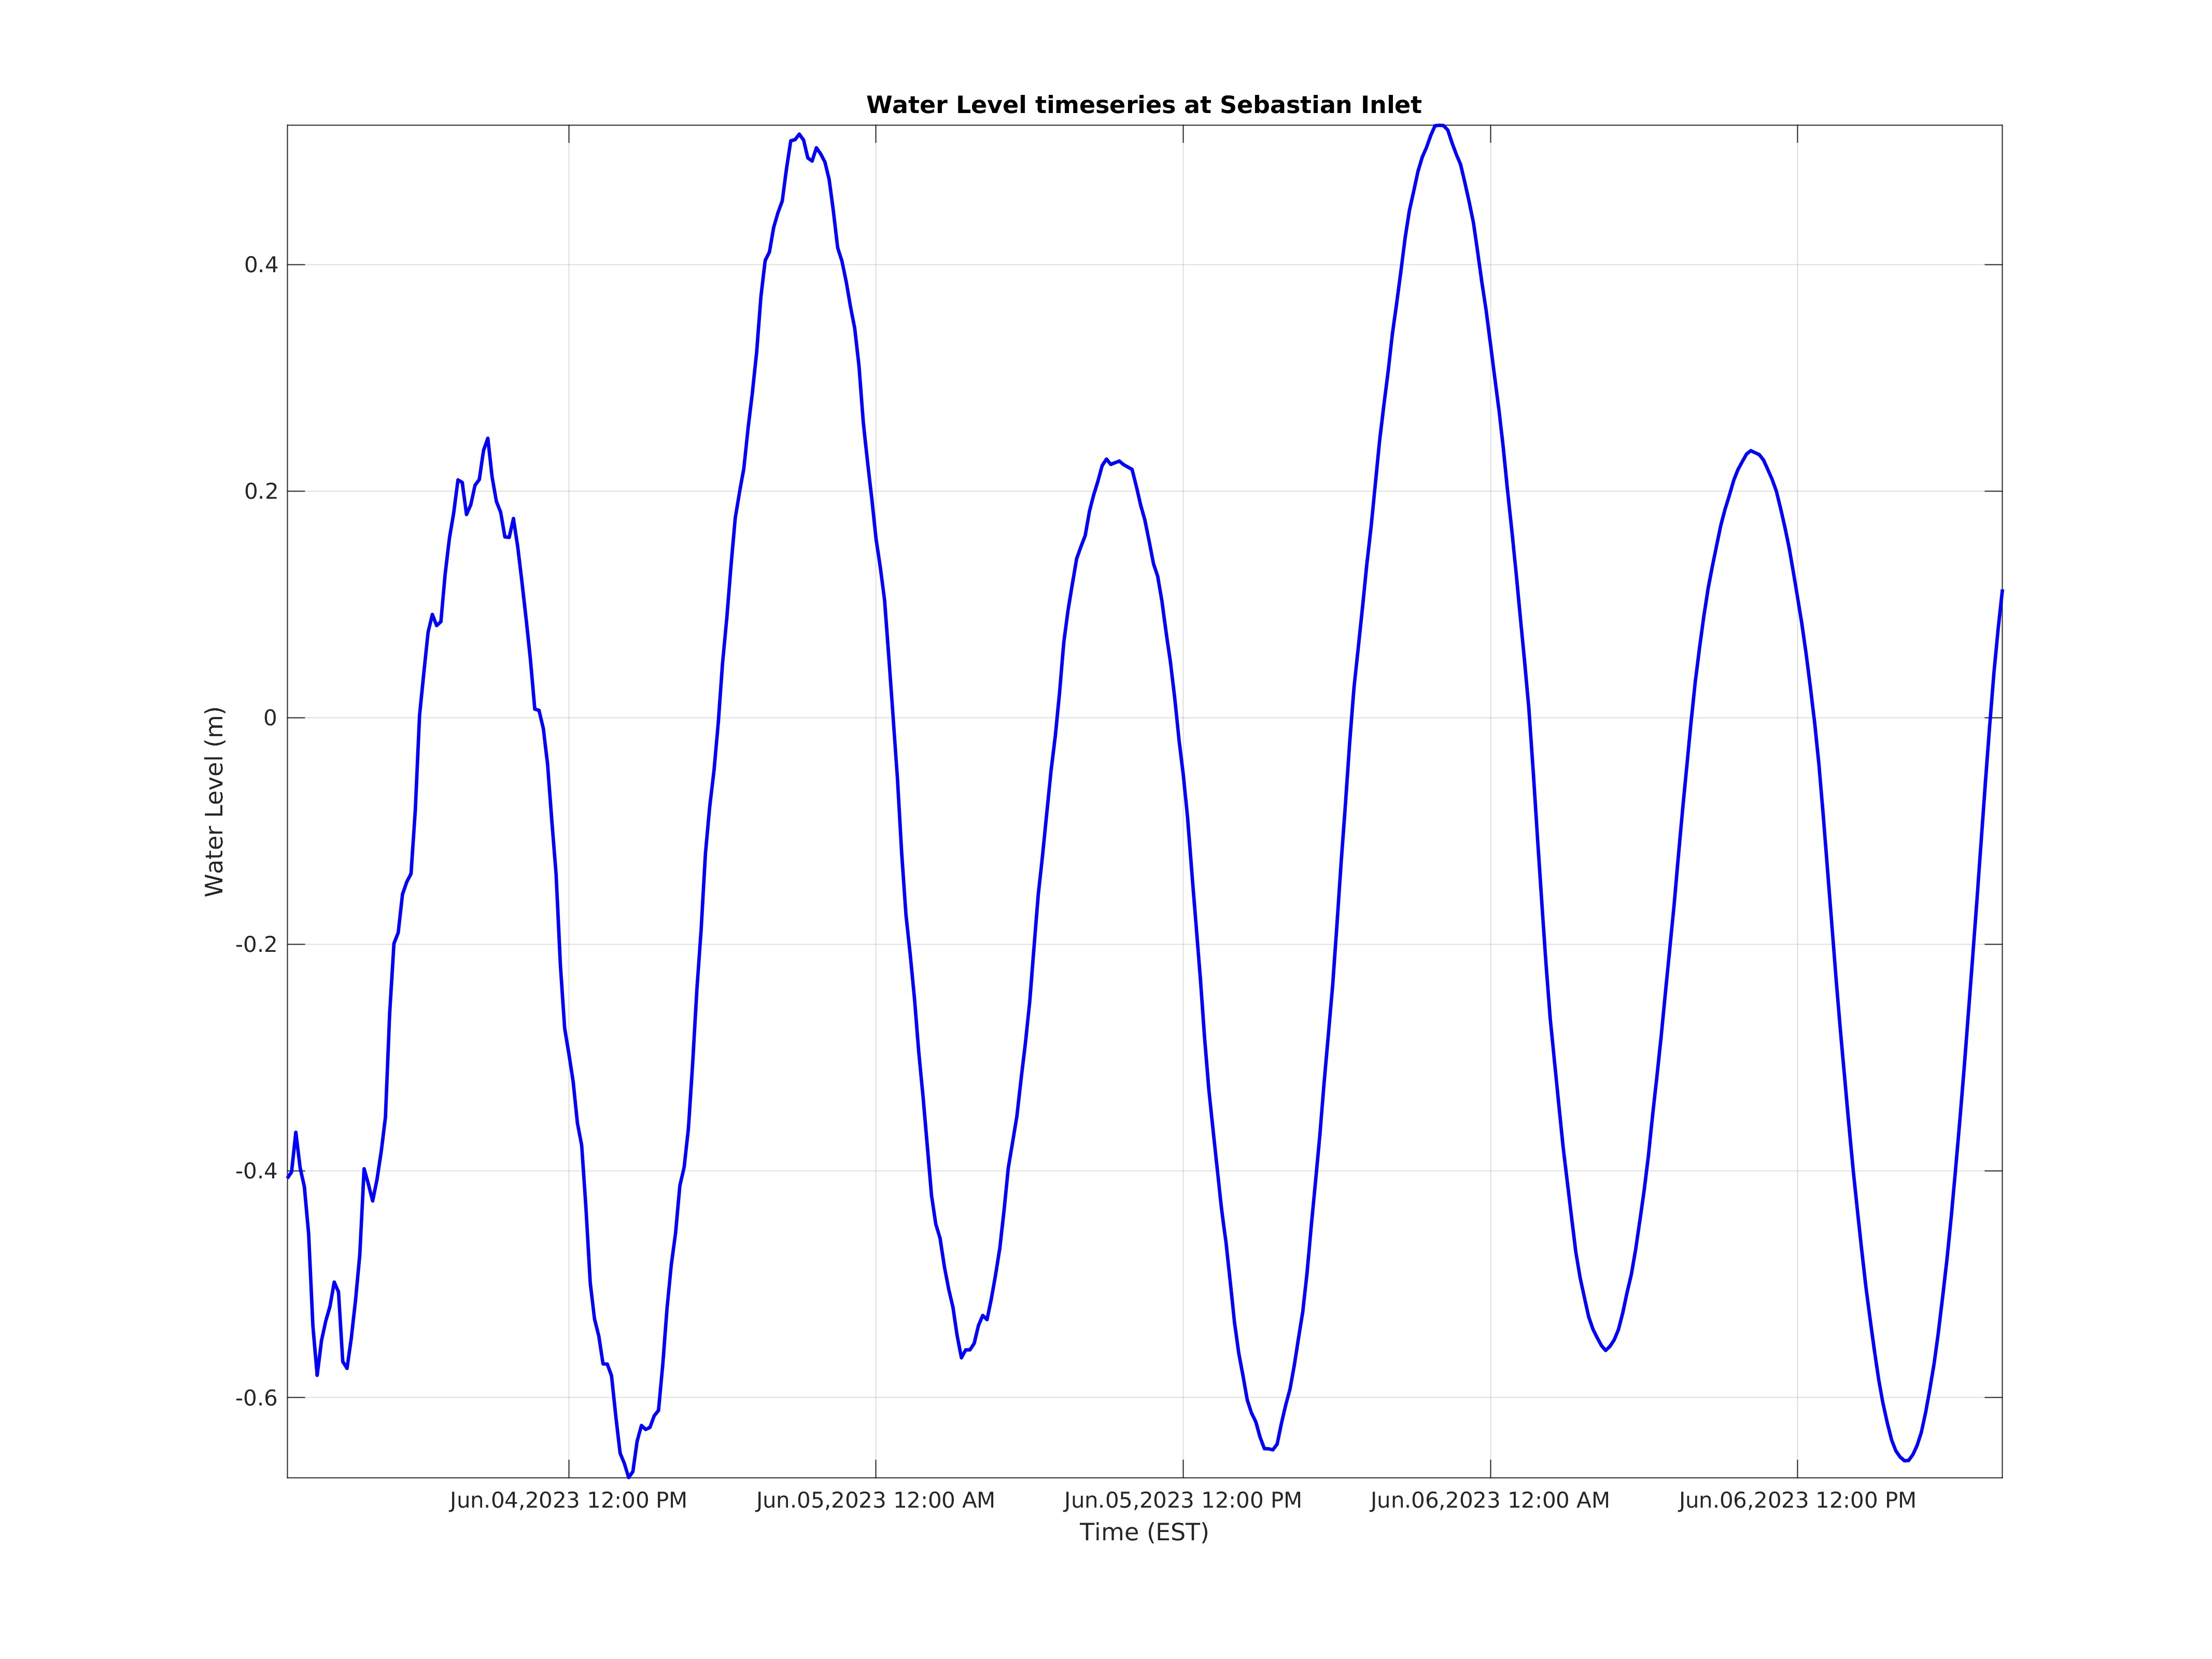 Water Level timeseries at Sebastian Inlet
0.4
0.2
0
-0.2
-0.4
-0.6
Water Level (m)
Jun.04,2023 12:00 PM
Jun.05,2023 12:00 AM
Jun.05,2023 12:00 PM
Jun.06,2023 12:00 AM
Jun.06,2023 12:00 PM
Time (EST)